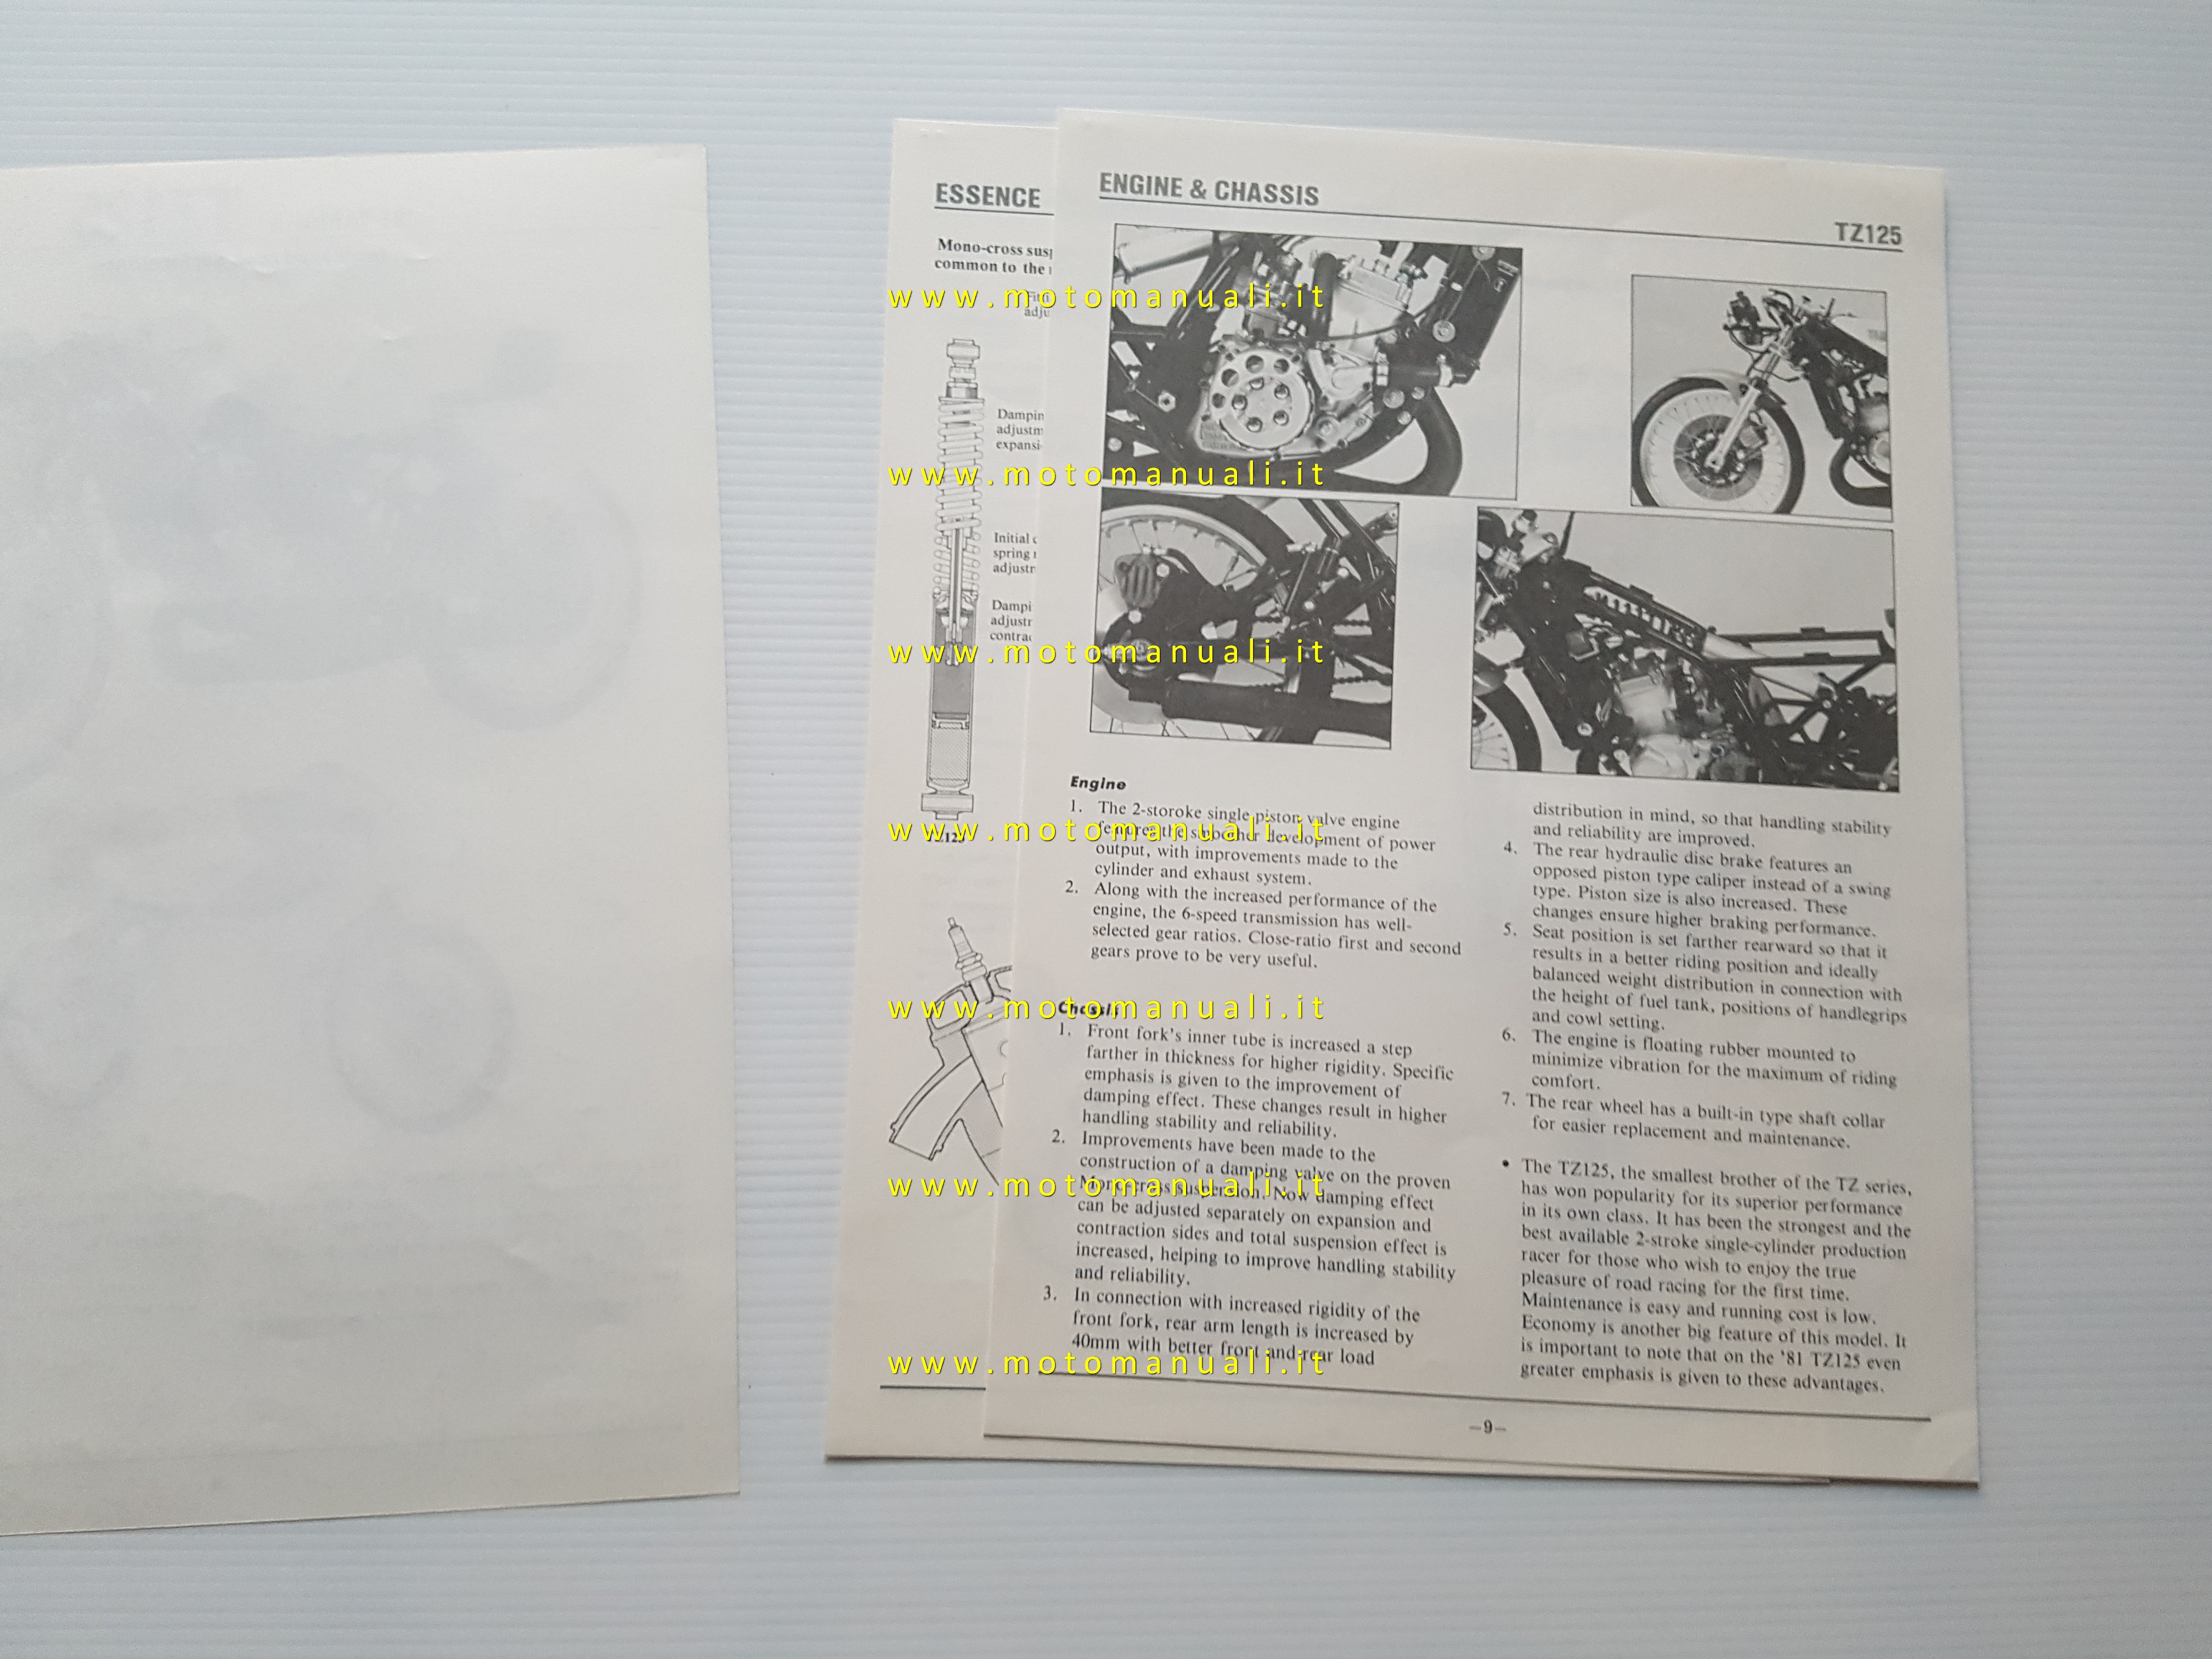 ESSENCE
Mono-cross
common to the
adju
Dampin
adjustm
expansi
Initial
spring
adjustr
Dampi
adjustr
contrac
ENGINE & CHASSIS
TZ125
Engine
1. The 2-storoke single piston valve engine
features the smoother development of power
output, with improvements made to the
cylinder and exhaust system.
2. Along with the increased performance of the
engine, the 6-speed transmission has well-
selected gear ratios. Close-ratio first and second
gears prove to be very useful.
Chassis
1. Front fork's inner tube is increased a step
farther in thickness for higher rigidity. Specific
emphasis is given to the improvement of
damping effect. These changes result in higher
handling stability and reliability.
2. Improvements have been made to the
construction of a damping valve on the proven
Mono-cross suspension. Now damping effect
can be adjusted separately on expansion and
contraction sides and total suspension effect is
increased, helping to improve handling stability
and reliability.
3. In connection with increased rigidity of the
front fork, rear arm length is increased by
40mm with better front and rear load
distribution in mind, so that handling stability
and reliability are improved.
4. The rear hydraulic disc brake features an
opposed piston type caliper instead of a swing
type. Piston size is also increased. These
changes ensure higher braking performance.
5. Seat position is set farther rearward so that it
results in a better riding position and ideally
balanced weight distribution in connection with
the height of fuel tank, positions of handlegrips
and cowl setting.
6. The engine is floating rubber mounted to
minimize vibration for the maximum of riding
comfort.
7. The rear wheel has a built-in type shaft collar
for easier replacement and maintenance.
• The TZ125, the smallest brother of the TZ series,
has won popularity for its superior performance
in its own class. It has been the strongest and the
best available 2-stroke single-cylinder production
racer for those who wish to enjoy the true
pleasure of road racing for the first time.
Maintenance is easy and running cost is low.
Economy is another big feature of this model. It
is important to note that on the '81 TZ125 even
greater emphasis is given to these advantages.
—9—
www.motomanuali.it
www.motomanuali.it
www.motomanuali.it
www.motomanuali.it
www.motomanuali.it
www.motomanuali.it
www.motomanuali.it